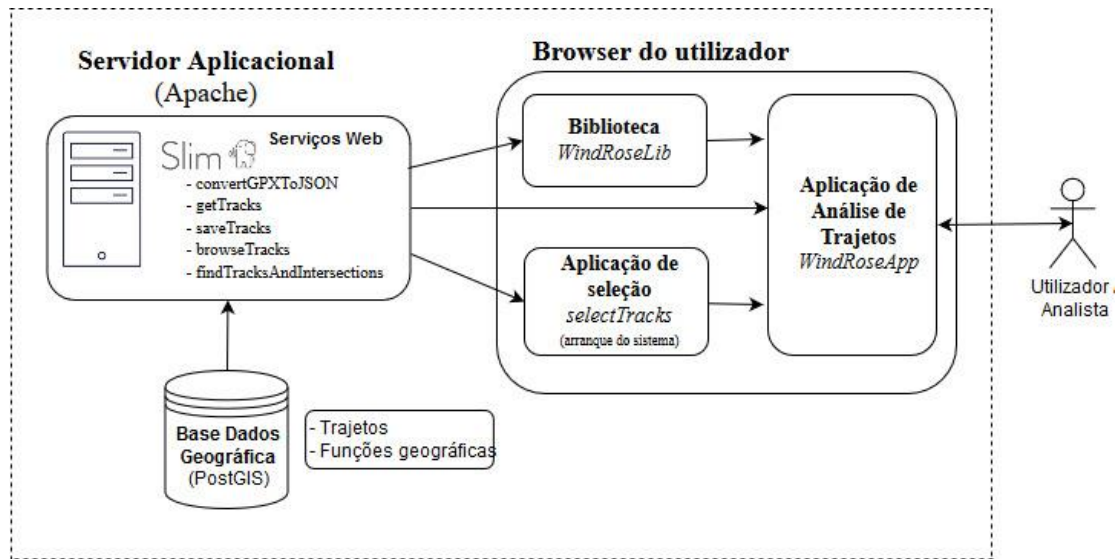 Servidor Aplicacional
(Apache)
Serviços Web
Slim
- convertGPXToJSON
- getTracks
- saveTracks
- browseTracks
- findTracksAndIntersections
Base Dados
Geográfica
(PostGIS)
- Trajetos
- Funções geográficas
Browser do utilizador
Biblioteca
WindRoseLib
Aplicação de
seleção
selectTracks
(arranque do sistema)
Aplicação de
Análise de
Trajetos
WindRoseApp
Utilizador
Analista